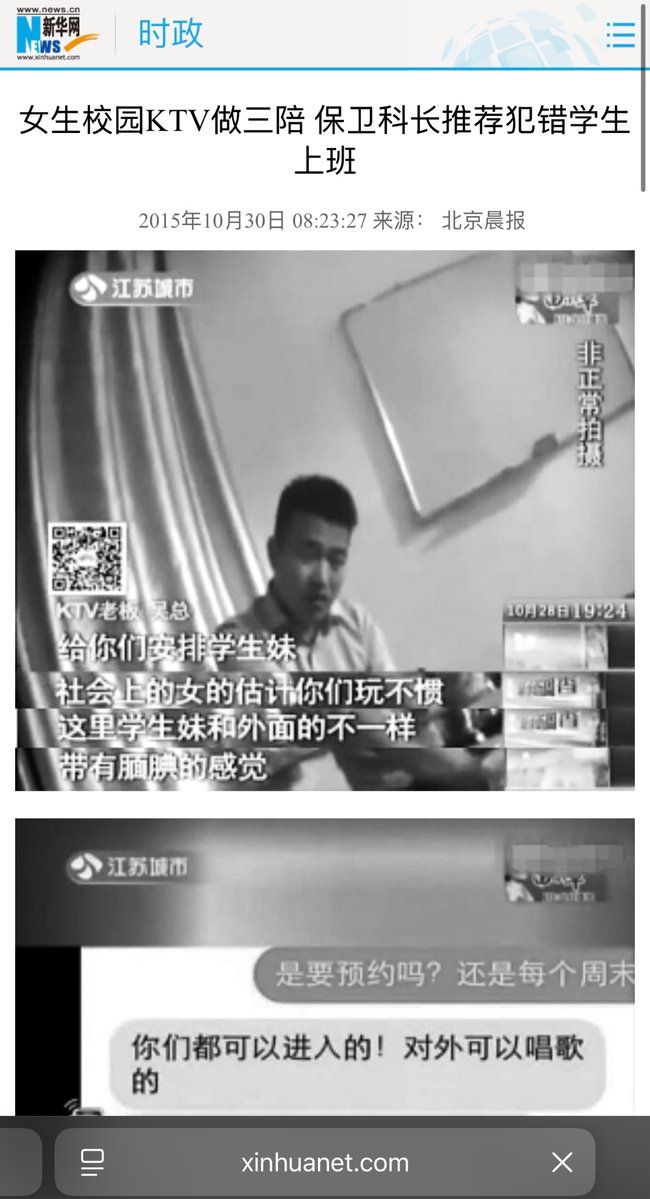 www.news.cn
新华网
NEWS
www.xinhuanet.com
时政
女生校园KTV做三陪 保卫科长推荐犯错学生
上班
2015年10月30日 08:23:27 来源： 北京晨报
江苏城市
非正常拍摄
KTV老板 吴总
10月28日 19:24
给你们安排学生妹
社会上的女的估计你们玩不惯
这里学生妹和外面的不一样
带有腼腆的感觉
江苏城市
是要预约吗？还是每个周末
你们都可以进入的！对外可以唱歌
的
xinhuanet.com